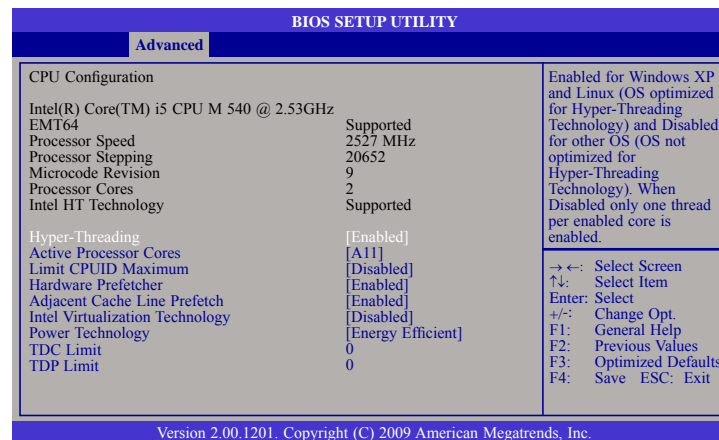 BIOS SETUP UTILITY
Advanced
CPU Configuration
Intel(R) Core(TM) i5 CPU M 540 @ 2.53GHz
EMT64 Supported
Processor Speed 2527 MHz
Processor Stepping 20652
Microcode Revision 9
Processor Cores 2
Intel HT Technology Supported
Hyper-Threading [Enabled]
Active Processor Cores [A11]
Limit CPUID Maximum [Disabled]
Hardware Prefetcher [Enabled]
Adjacent Cache Line Prefetch [Enabled]
Intel Virtualization Technology [Disabled]
Power Technology [Energy Efficient]
TDC Limit 0
TDP Limit 0
Enabled for Windows XP
and Linux (OS optimized
for Hyper-Threading
Technology) and Disabled
for other OS (OS not
optimized for
Hyper-Threading
Technology). When
Disabled only one thread
per enabled core is
enabled.
→←: Select Screen
↑↓: Select Item
Enter: Select
+/-: Change Opt.
F1: General Help
F2: Previous Values
F3: Optimized Defaults
F4: Save ESC: Exit
Version 2.00.1201. Copyright (C) 2009 American Megatrends, Inc.